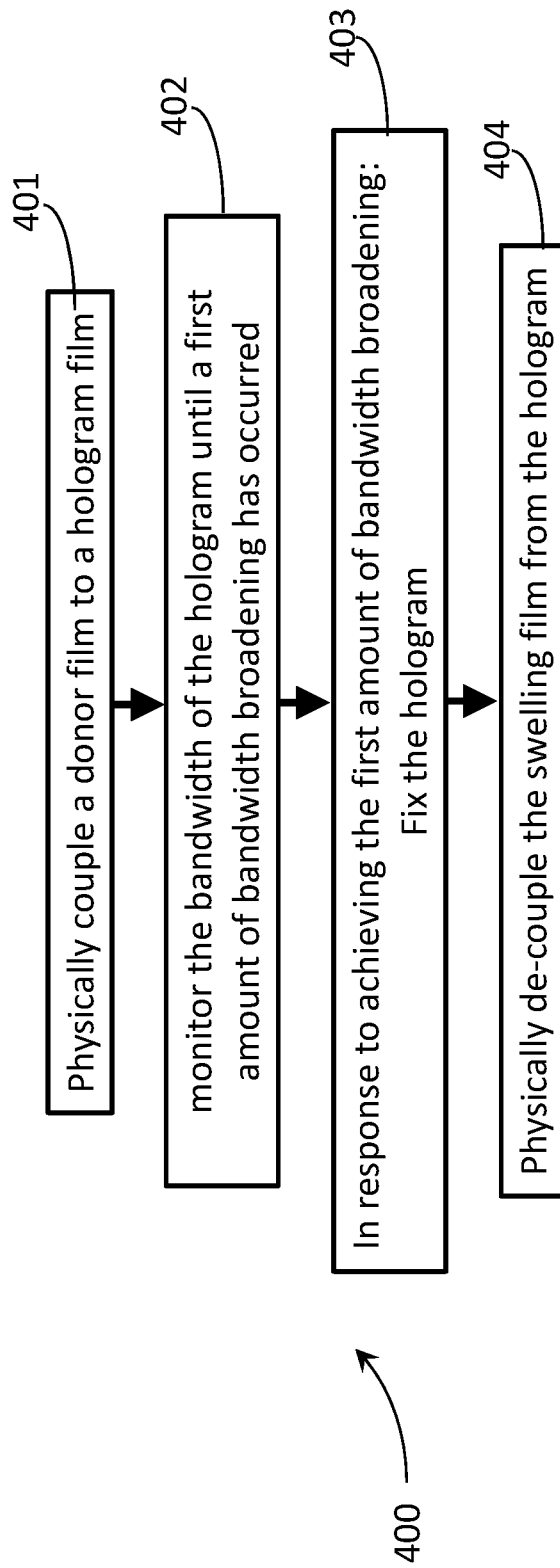 401
Physically couple a donor film to a hologram film
402
monitor the bandwidth of the hologram until a first
amount of bandwidth broadening has occurred
403
In response to achieving the first amount of bandwidth broadening:
Fix the hologram
404
Physically de-couple the swelling film from the hologram
400